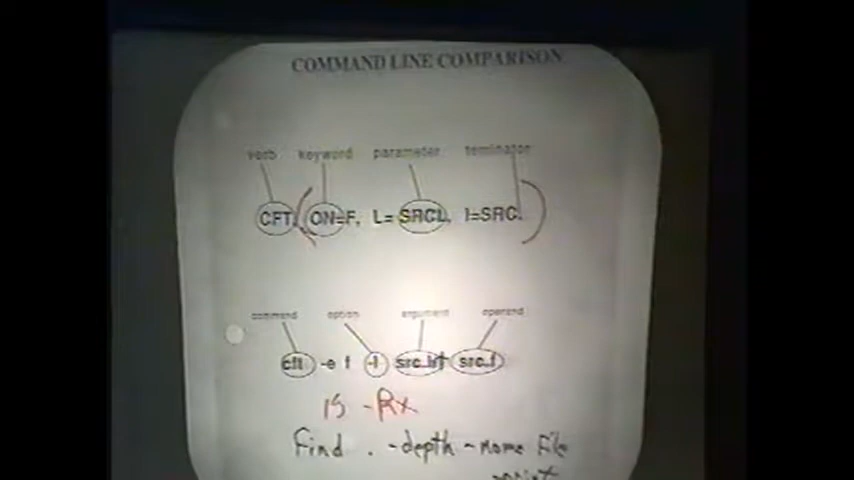 COMMAND LINE COMPARISON
verb keyword parameter terminator
CFT, (ON=F, L=SRCL, I=SRC.)
command option argument operand
cft -e f -l src.lst src.f
ls -Rx
find . -depth -name file
-print